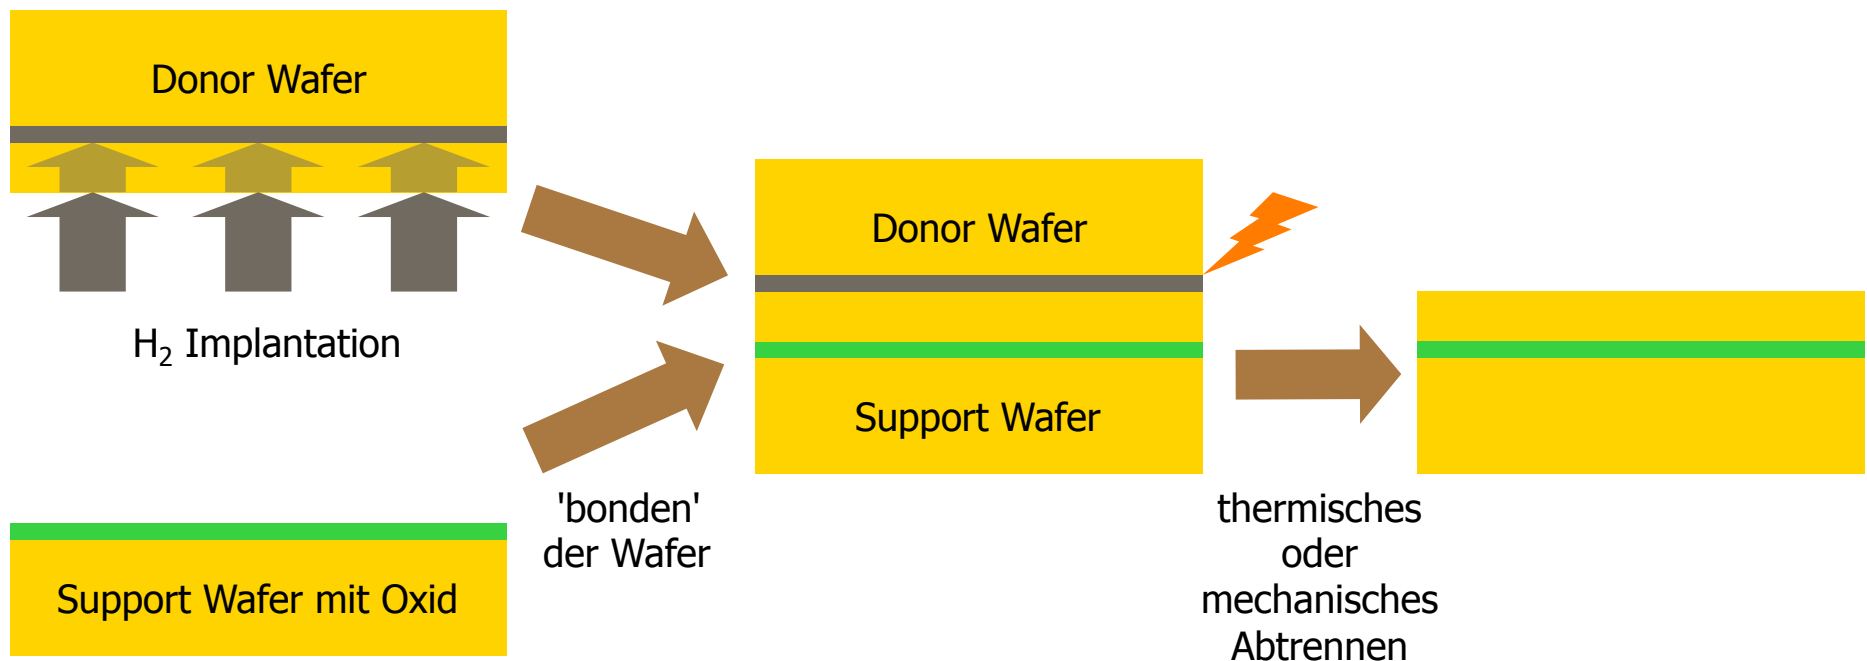 Donor Wafer
H₂ Implantation
Support Wafer mit Oxid
'bonden'
der Wafer
Donor Wafer
Support Wafer
thermisches
oder
mechanisches
Abtrennen